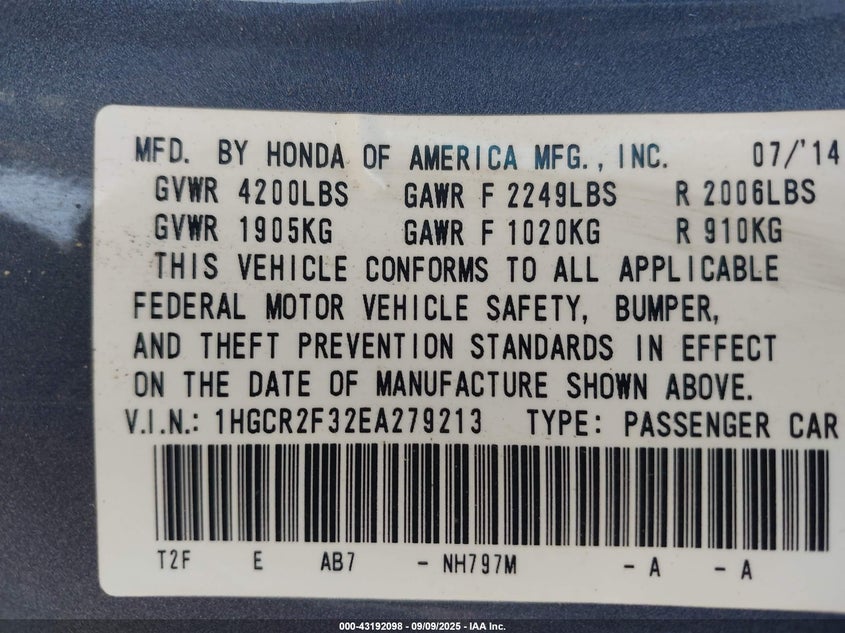 MFD. BY HONDA OF AMERICA MFG., INC. 07/'14
GVWR 4200LBS GAWR F 2249LBS R 2006LBS
GVWR 1905KG GAWR F 1020KG R 910KG
THIS VEHICLE CONFORMS TO ALL APPLICABLE
FEDERAL MOTOR VEHICLE SAFETY, BUMPER,
AND THEFT PREVENTION STANDARDS IN EFFECT
ON THE DATE OF MANUFACTURE SHOWN ABOVE.
V.I.N.: 1HGCR2F32EA279213 TYPE: PASSENGER CAR
T2F E AB7 - NH797M - A - A
000-43192098 - 09/09/2025 - IAA Inc.